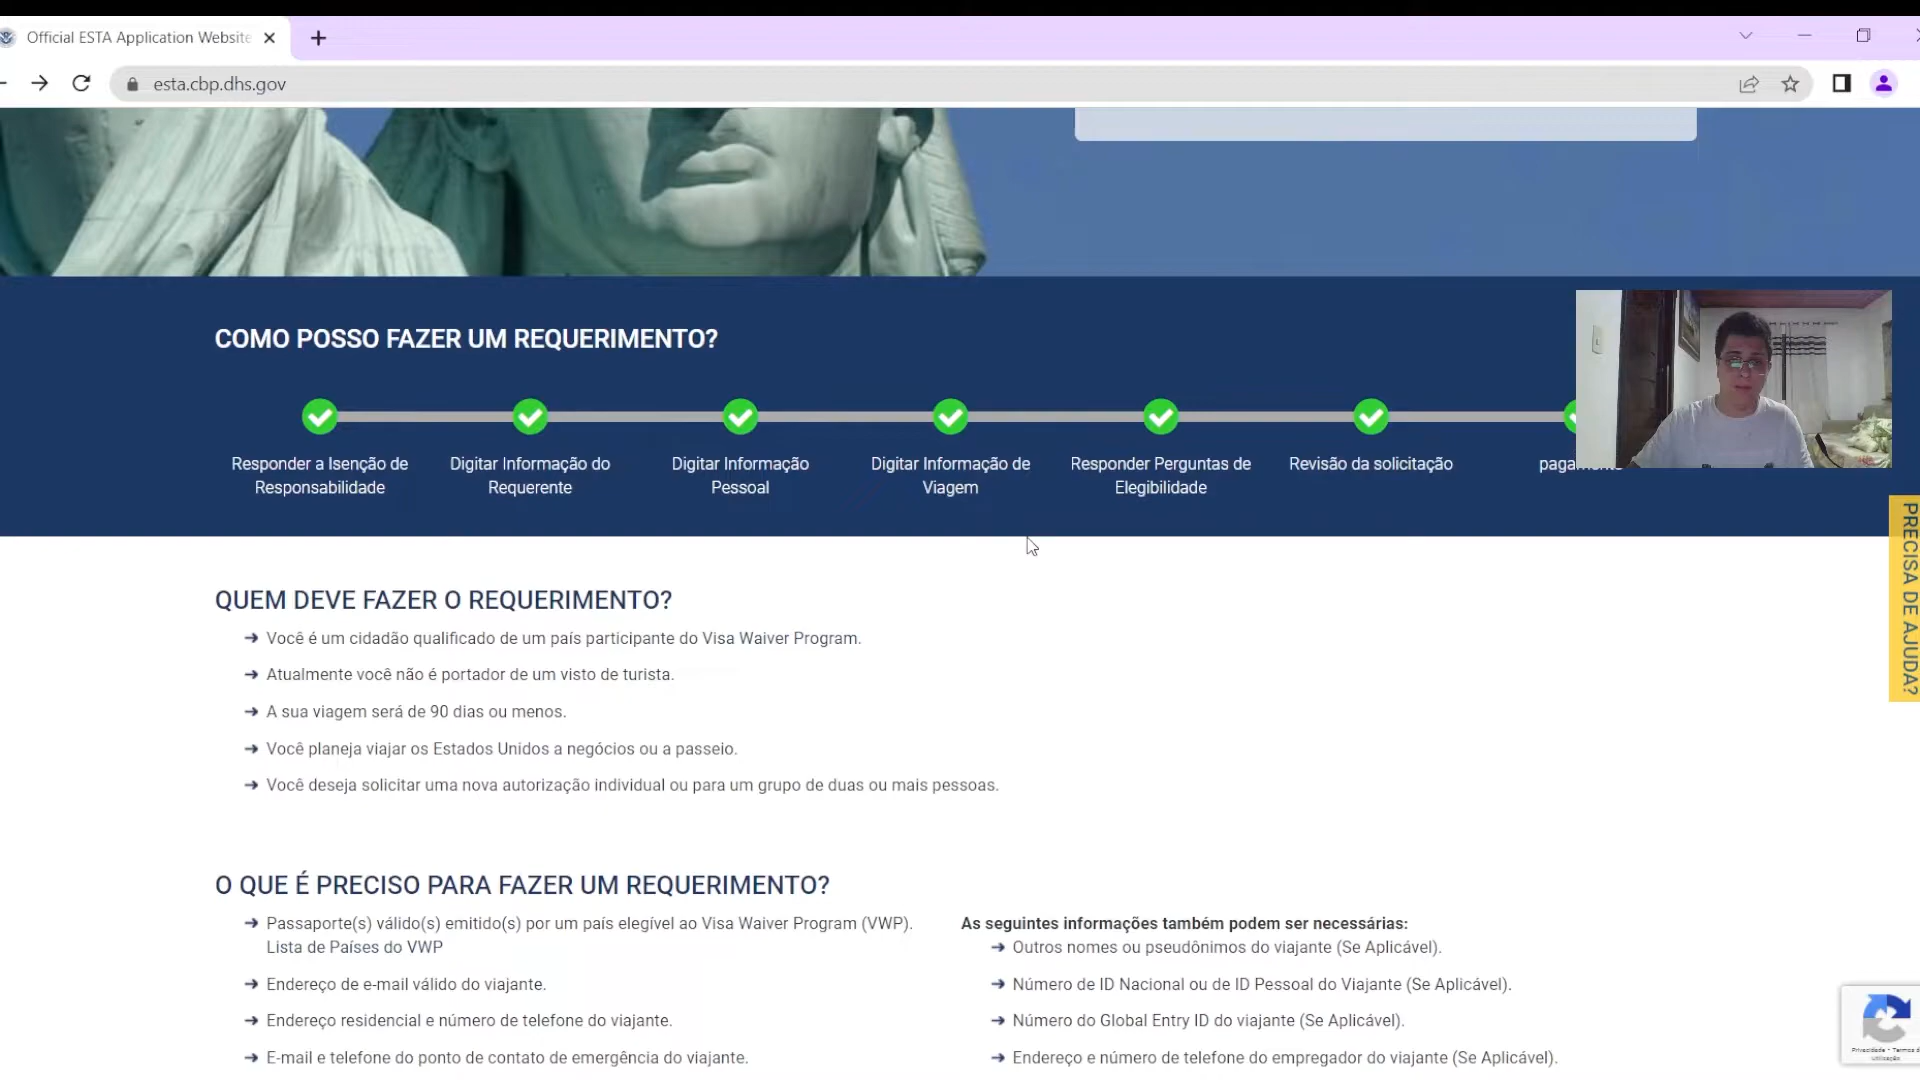 Official ESTA Application Website
esta.cbp.dhs.gov
COMO POSSO FAZER UM REQUERIMENTO?
Responder a Isenção de
Responsabilidade
Digitar Informação do
Requerente
Digitar Informação
Pessoal
Digitar Informação de
Viagem
Responder Perguntas de
Elegibilidade
Revisão da solicitação
PRECISA DE AJUDA?
QUEM DEVE FAZER O REQUERIMENTO?
Você é um cidadão qualificado de um país participante do Visa Waiver Program.
Atualmente você não é portador de um visto de turista.
A sua viagem será de 90 dias ou menos.
Você planeja viajar os Estados Unidos a negócios ou a passeio.
Você deseja solicitar uma nova autorização individual ou para um grupo de duas ou mais pessoas.
O QUE É PRECISO PARA FAZER UM REQUERIMENTO?
Passaporte(s) válido(s) emitido(s) por um país elegível ao Visa Waiver Program (VWP).
Lista de Países do VWP
Endereço de e-mail válido do viajante.
Endereço residencial e número de telefone do viajante.
E-mail e telefone do ponto de contato de emergência do viajante.
As seguintes informações também podem ser necessárias:
Outros nomes ou pseudônimos do viajante (Se Aplicável).
Número de ID Nacional ou de ID Pessoal do Viajante (Se Aplicável).
Número do Global Entry ID do viajante (Se Aplicável).
Endereço e número de telefone do empregador do viajante (Se Aplicável).
Privacidade - Termos d
utilização